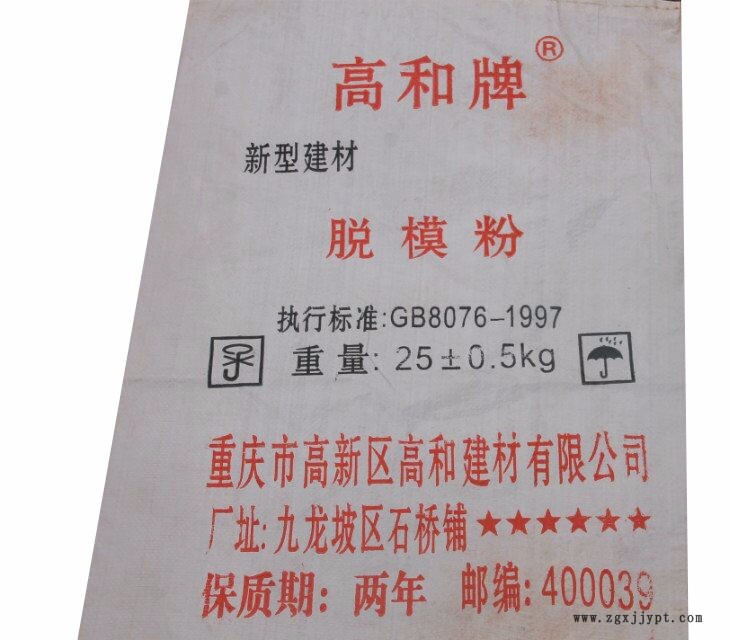 高和牌®
新型建材
脱模粉
执行标准:GB8076-1997
重量: 25±0.5kg
重庆市高新区高和建材有限公司
厂址:九龙坡区石桥铺★★★★★★
保质期: 两年 邮编:400039
www.zgxjjypt.com